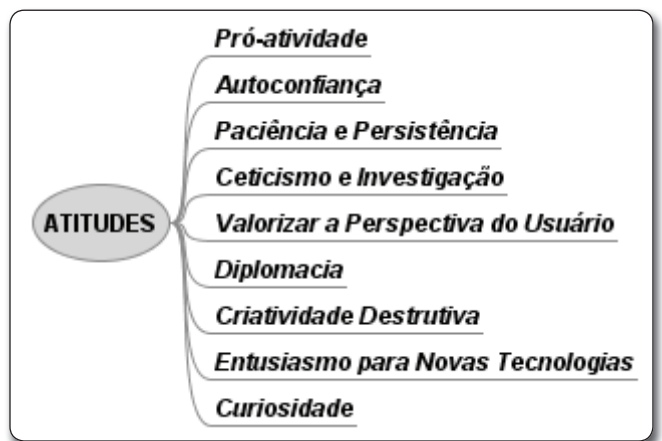 Pró-atividade
Autoconfiança
Paciência e Persistência
Ceticismo e Investigação
ATITUDES
Valorizar a Perspectiva do Usuário
Diplomacia
Criatividade Destrutiva
Entusiasmo para Novas Tecnologias
Curiosidade